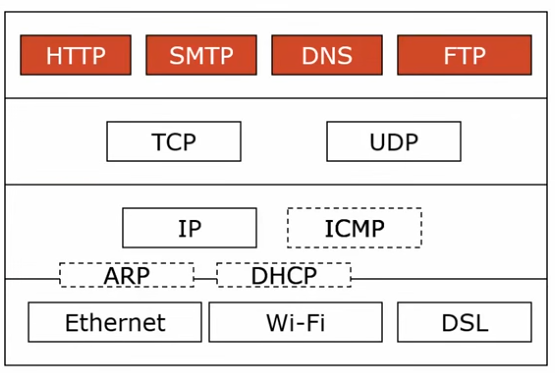 HTTP SMTP DNS FTP
TCP UDP
IP ICMP
ARP DHCP
Ethernet Wi-Fi DSL